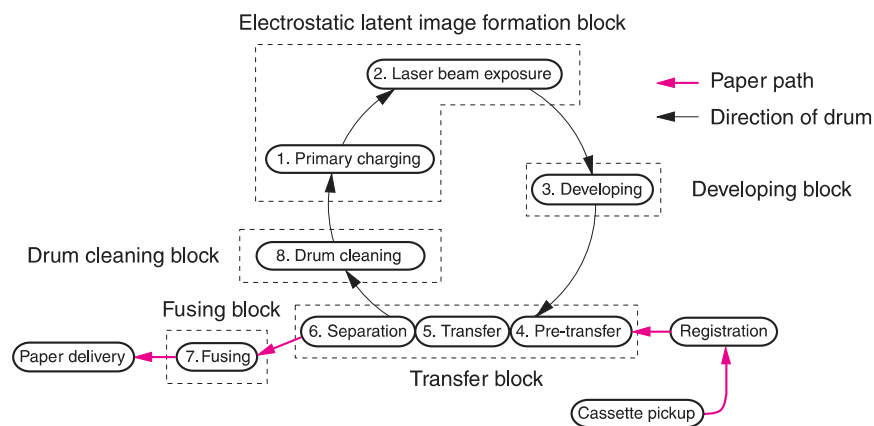 Electrostatic latent image formation block
2. Laser beam exposure
Paper path
Direction of drum
1. Primary charging
3. Developing
Developing block
Drum cleaning block
8. Drum cleaning
Fusing block
6. Separation
5. Transfer
4. Pre-transfer
Registration
Paper delivery
7. Fusing
Transfer block
Cassette pickup